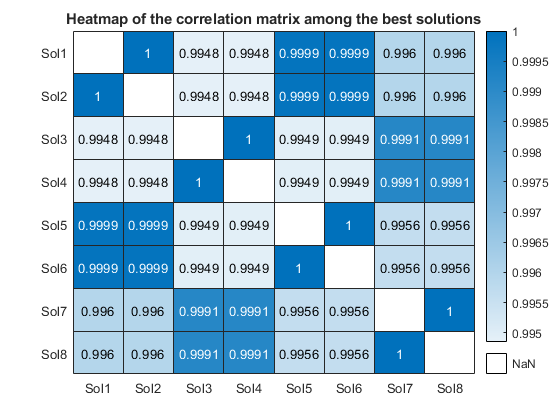 Heatmap of the correlation matrix among the best solutions
Sol1 1 0.9948 0.9948 0.9999 0.9999 0.996 0.996
Sol2 1 0.9948 0.9948 0.9999 0.9999 0.996 0.996
Sol3 0.9948 0.9948 1 0.9949 0.9949 0.9991 0.9991
Sol4 0.9948 0.9948 1 0.9949 0.9949 0.9991 0.9991
Sol5 0.9999 0.9999 0.9949 0.9949 1 0.9956 0.9956
Sol6 0.9999 0.9999 0.9949 0.9949 1 0.9956 0.9956
Sol7 0.996 0.996 0.9991 0.9991 0.9956 0.9956 1
Sol8 0.996 0.996 0.9991 0.9991 0.9956 0.9956 1
Sol1 Sol2 Sol3 Sol4 Sol5 Sol6 Sol7 Sol8
1
0.9995
0.999
0.9985
0.998
0.9975
0.997
0.9965
0.996
0.9955
0.995
NaN